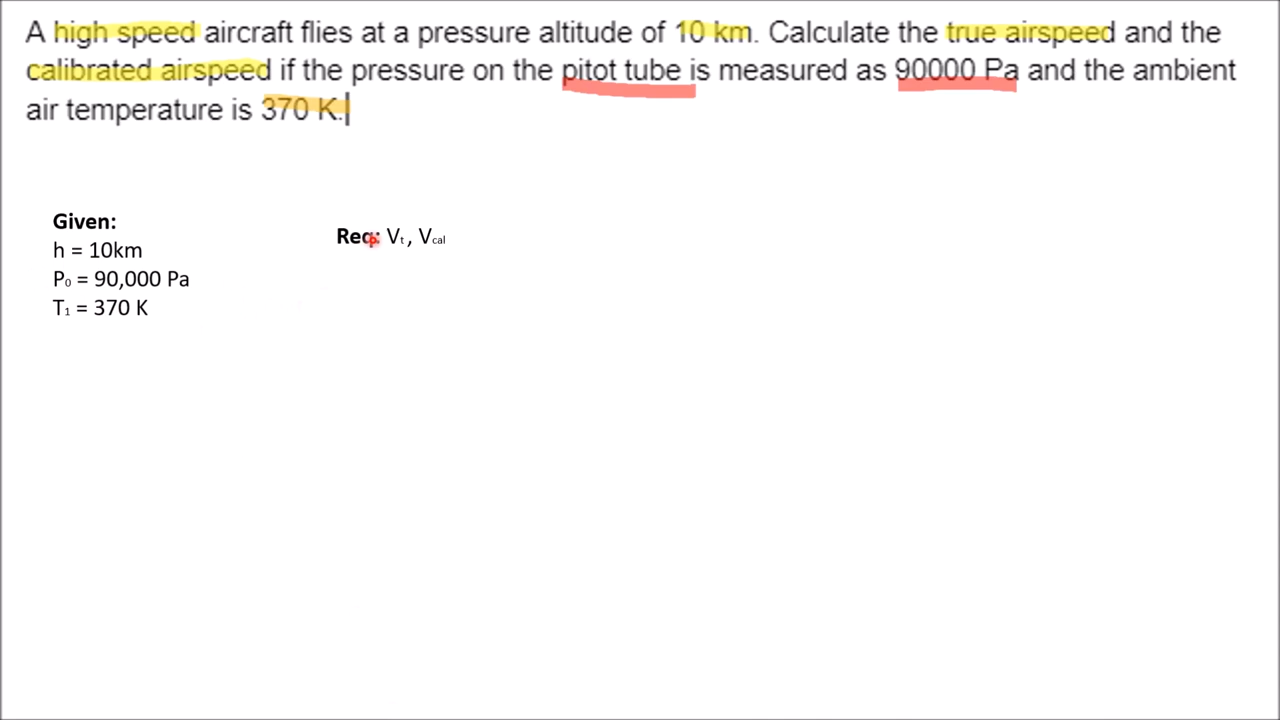 A high speed aircraft flies at a pressure altitude of 10 km. Calculate the true airspeed and the
calibrated airspeed if the pressure on the pitot tube is measured as 90000 Pa and the ambient
air temperature is 370 K.
Given:
h = 10km
P₀ = 90,000 Pa
T₁ = 370 K
Req: Vt , Vcal